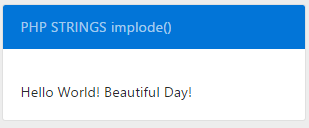 PHP STRINGS implode()
Hello World! Beautiful Day!